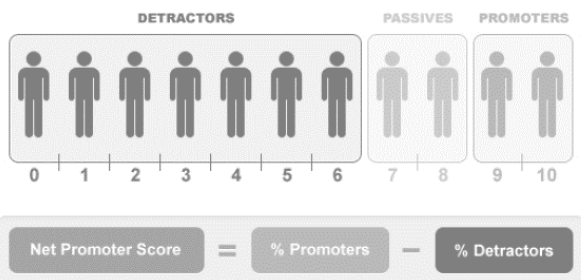 DETRACTORS PASSIVES PROMOTERS
0 1 2 3 4 5 6 7 8 9 10
Net Promoter Score = % Promoters − % Detractors